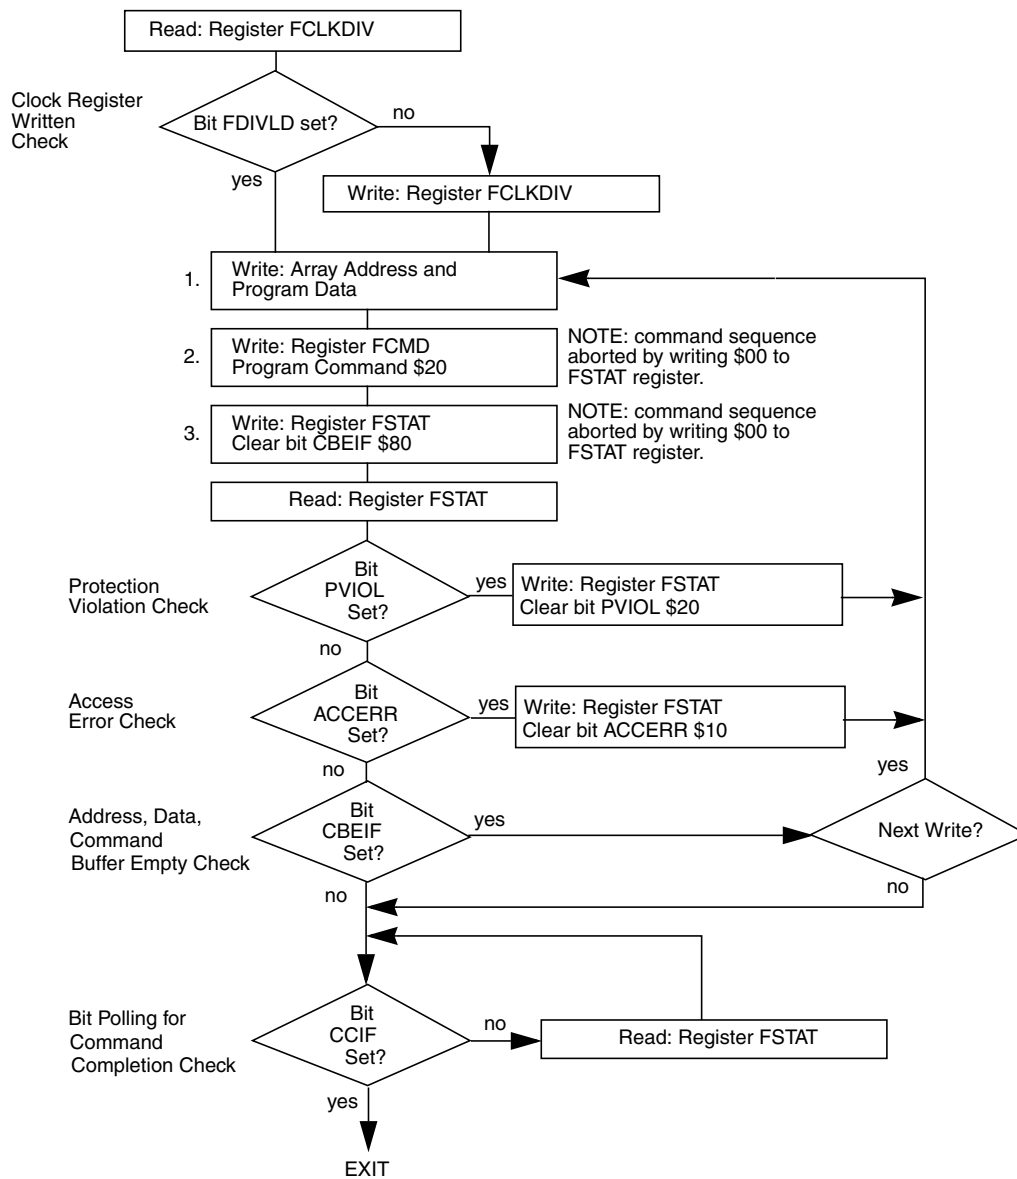 Read: Register FCLKDIV
Clock Register
Written
Check
Bit FDIVLD set?
no
yes
Write: Register FCLKDIV
1.
Write: Array Address and
Program Data
2.
Write: Register FCMD
Program Command $20
NOTE: command sequence
aborted by writing $00 to
FSTAT register.
3.
Write: Register FSTAT
Clear bit CBEIF $80
NOTE: command sequence
aborted by writing $00 to
FSTAT register.
Read: Register FSTAT
Protection
Violation Check
Bit
PVIOL
Set?
yes
Write: Register FSTAT
Clear bit PVIOL $20
no
Access
Error Check
Bit
ACCERR
Set?
yes
Write: Register FSTAT
Clear bit ACCERR $10
no
yes
Address, Data,
Command
Buffer Empty Check
Bit
CBEIF
Set?
yes
Next Write?
no
no
Bit Polling for
Command
Completion Check
Bit
CCIF
Set?
no
Read: Register FSTAT
yes
EXIT